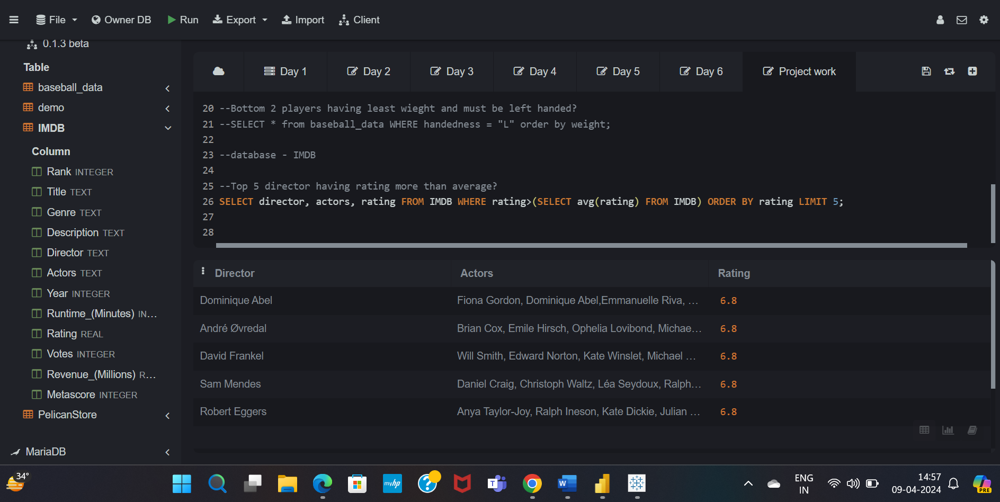 File Owner DB Run Export Import Client
0.1.3 beta
Table
baseball_data
demo
IMDB
Column
Rank INTEGER
Title TEXT
Genre TEXT
Description TEXT
Director TEXT
Actors TEXT
Year INTEGER
Runtime_(Minutes) IN...
Rating REAL
Votes INTEGER
Revenue_(Millions) R...
Metascore INTEGER
PelicanStore
MariaDB
Day 1 Day 2 Day 3 Day 4 Day 5 Day 6 Project work
20 --Bottom 2 players having least wieght and must be left handed?
21 --SELECT * from baseball_data WHERE handedness = "L" order by weight;
22
23 --database - IMDB
24
25 --Top 5 director having rating more than average?
26 SELECT director, actors, rating FROM IMDB WHERE rating>(SELECT avg(rating) FROM IMDB) ORDER BY rating LIMIT 5;
27
28
Director Actors Rating
Dominique Abel Fiona Gordon, Dominique Abel,Emmanuelle Riva, ... 6.8
André Øvredal Brian Cox, Emile Hirsch, Ophelia Lovibond, Michae... 6.8
David Frankel Will Smith, Edward Norton, Kate Winslet, Michael ... 6.8
Sam Mendes Daniel Craig, Christoph Waltz, Léa Seydoux, Ralph... 6.8
Robert Eggers Anya Taylor-Joy, Ralph Ineson, Kate Dickie, Julian ... 6.8
34°
myhp
T
W
ENG
IN
14:57
09-04-2024
PRE